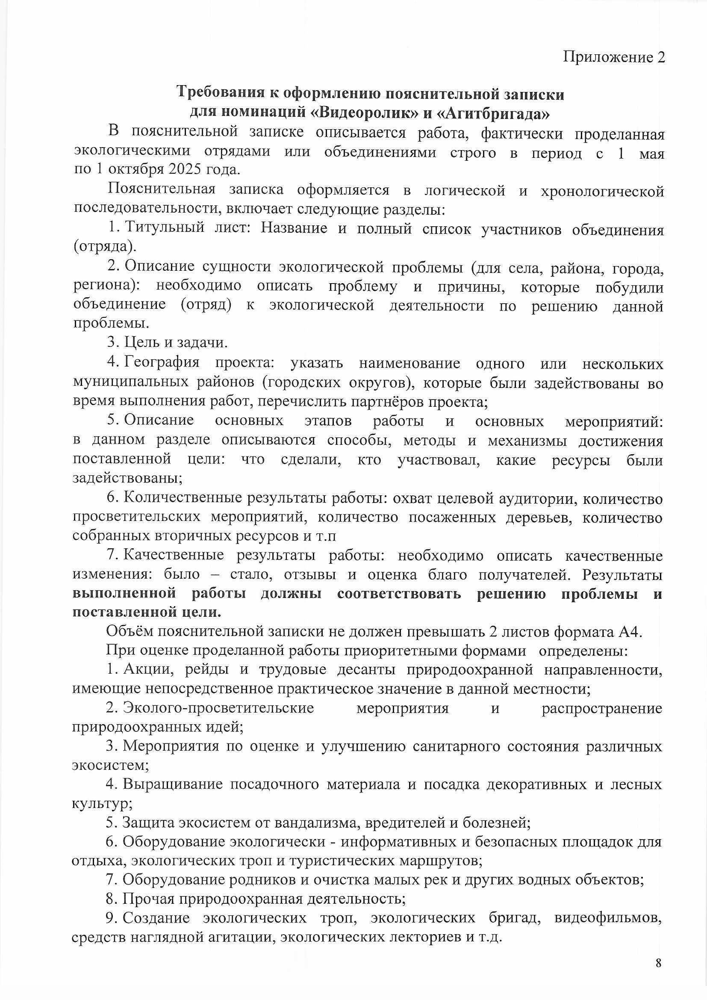 Приложение 2
Требования к оформлению пояснительной записки
для номинаций «Видеоролик» и «Агитбригада»
В пояснительной записке описывается работа, фактически проделанная
экологическими отрядами или объединениями строго в период с 1 мая
по 1 октября 2025 года.
Пояснительная записка оформляется в логической и хронологической
последовательности, включает следующие разделы:
1. Титульный лист: Название и полный список участников объединения
(отряда).
2. Описание сущности экологической проблемы (для села, района, города,
региона): необходимо описать проблему и причины, которые побудили
объединение (отряд) к экологической деятельности по решению данной
проблемы.
3. Цель и задачи.
4. География проекта: указать наименование одного или нескольких
муниципальных районов (городских округов), которые были задействованы во
время выполнения работ, перечислить партнёров проекта;
5. Описание основных этапов работы и основных мероприятий:
в данном разделе описываются способы, методы и механизмы достижения
поставленной цели: что сделали, кто участвовал, какие ресурсы были
задействованы;
6. Количественные результаты работы: охват целевой аудитории, количество
просветительских мероприятий, количество посаженных деревьев, количество
собранных вторичных ресурсов и т.п
7. Качественные результаты работы: необходимо описать качественные
изменения: было – стало, отзывы и оценка благо получателей. Результаты
выполненной работы должны соответствовать решению проблемы и
поставленной цели.
Объём пояснительной записки не должен превышать 2 листов формата А4.
При оценке проделанной работы приоритетными формами определены:
1. Акции, рейды и трудовые десанты природоохранной направленности,
имеющие непосредственное практическое значение в данной местности;
2. Эколого-просветительские мероприятия и распространение
природоохранных идей;
3. Мероприятия по оценке и улучшению санитарного состояния различных
экосистем;
4. Выращивание посадочного материала и посадка декоративных и лесных
культур;
5. Защита экосистем от вандализма, вредителей и болезней;
6. Оборудование экологически - информативных и безопасных площадок для
отдыха, экологических троп и туристических маршрутов;
7. Оборудование родников и очистка малых рек и других водных объектов;
8. Прочая природоохранная деятельность;
9. Создание экологических троп, экологических бригад, видеофильмов,
средств наглядной агитации, экологических лекториев и т.д.
8